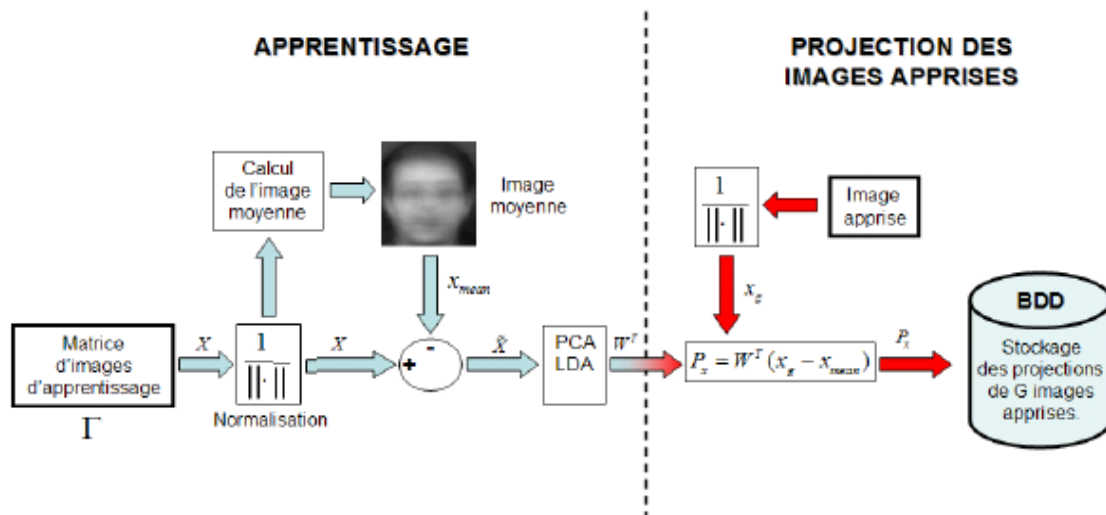 APPRENTISSAGE
PROJECTION DES
IMAGES APPRISES
Calcul
de l'image
moyenne
Image
moyenne
1
||·||
Image
apprise
x_mean
x_g
Matrice
d'images
d'apprentissage
Γ
X
1
||·||
Normalisation
X
+
-
X̃
PCA
LDA
W^T
P_x = W^T (x_g − x_mean)
P_x
BDD
Stockage
des projections
de G images
apprises.